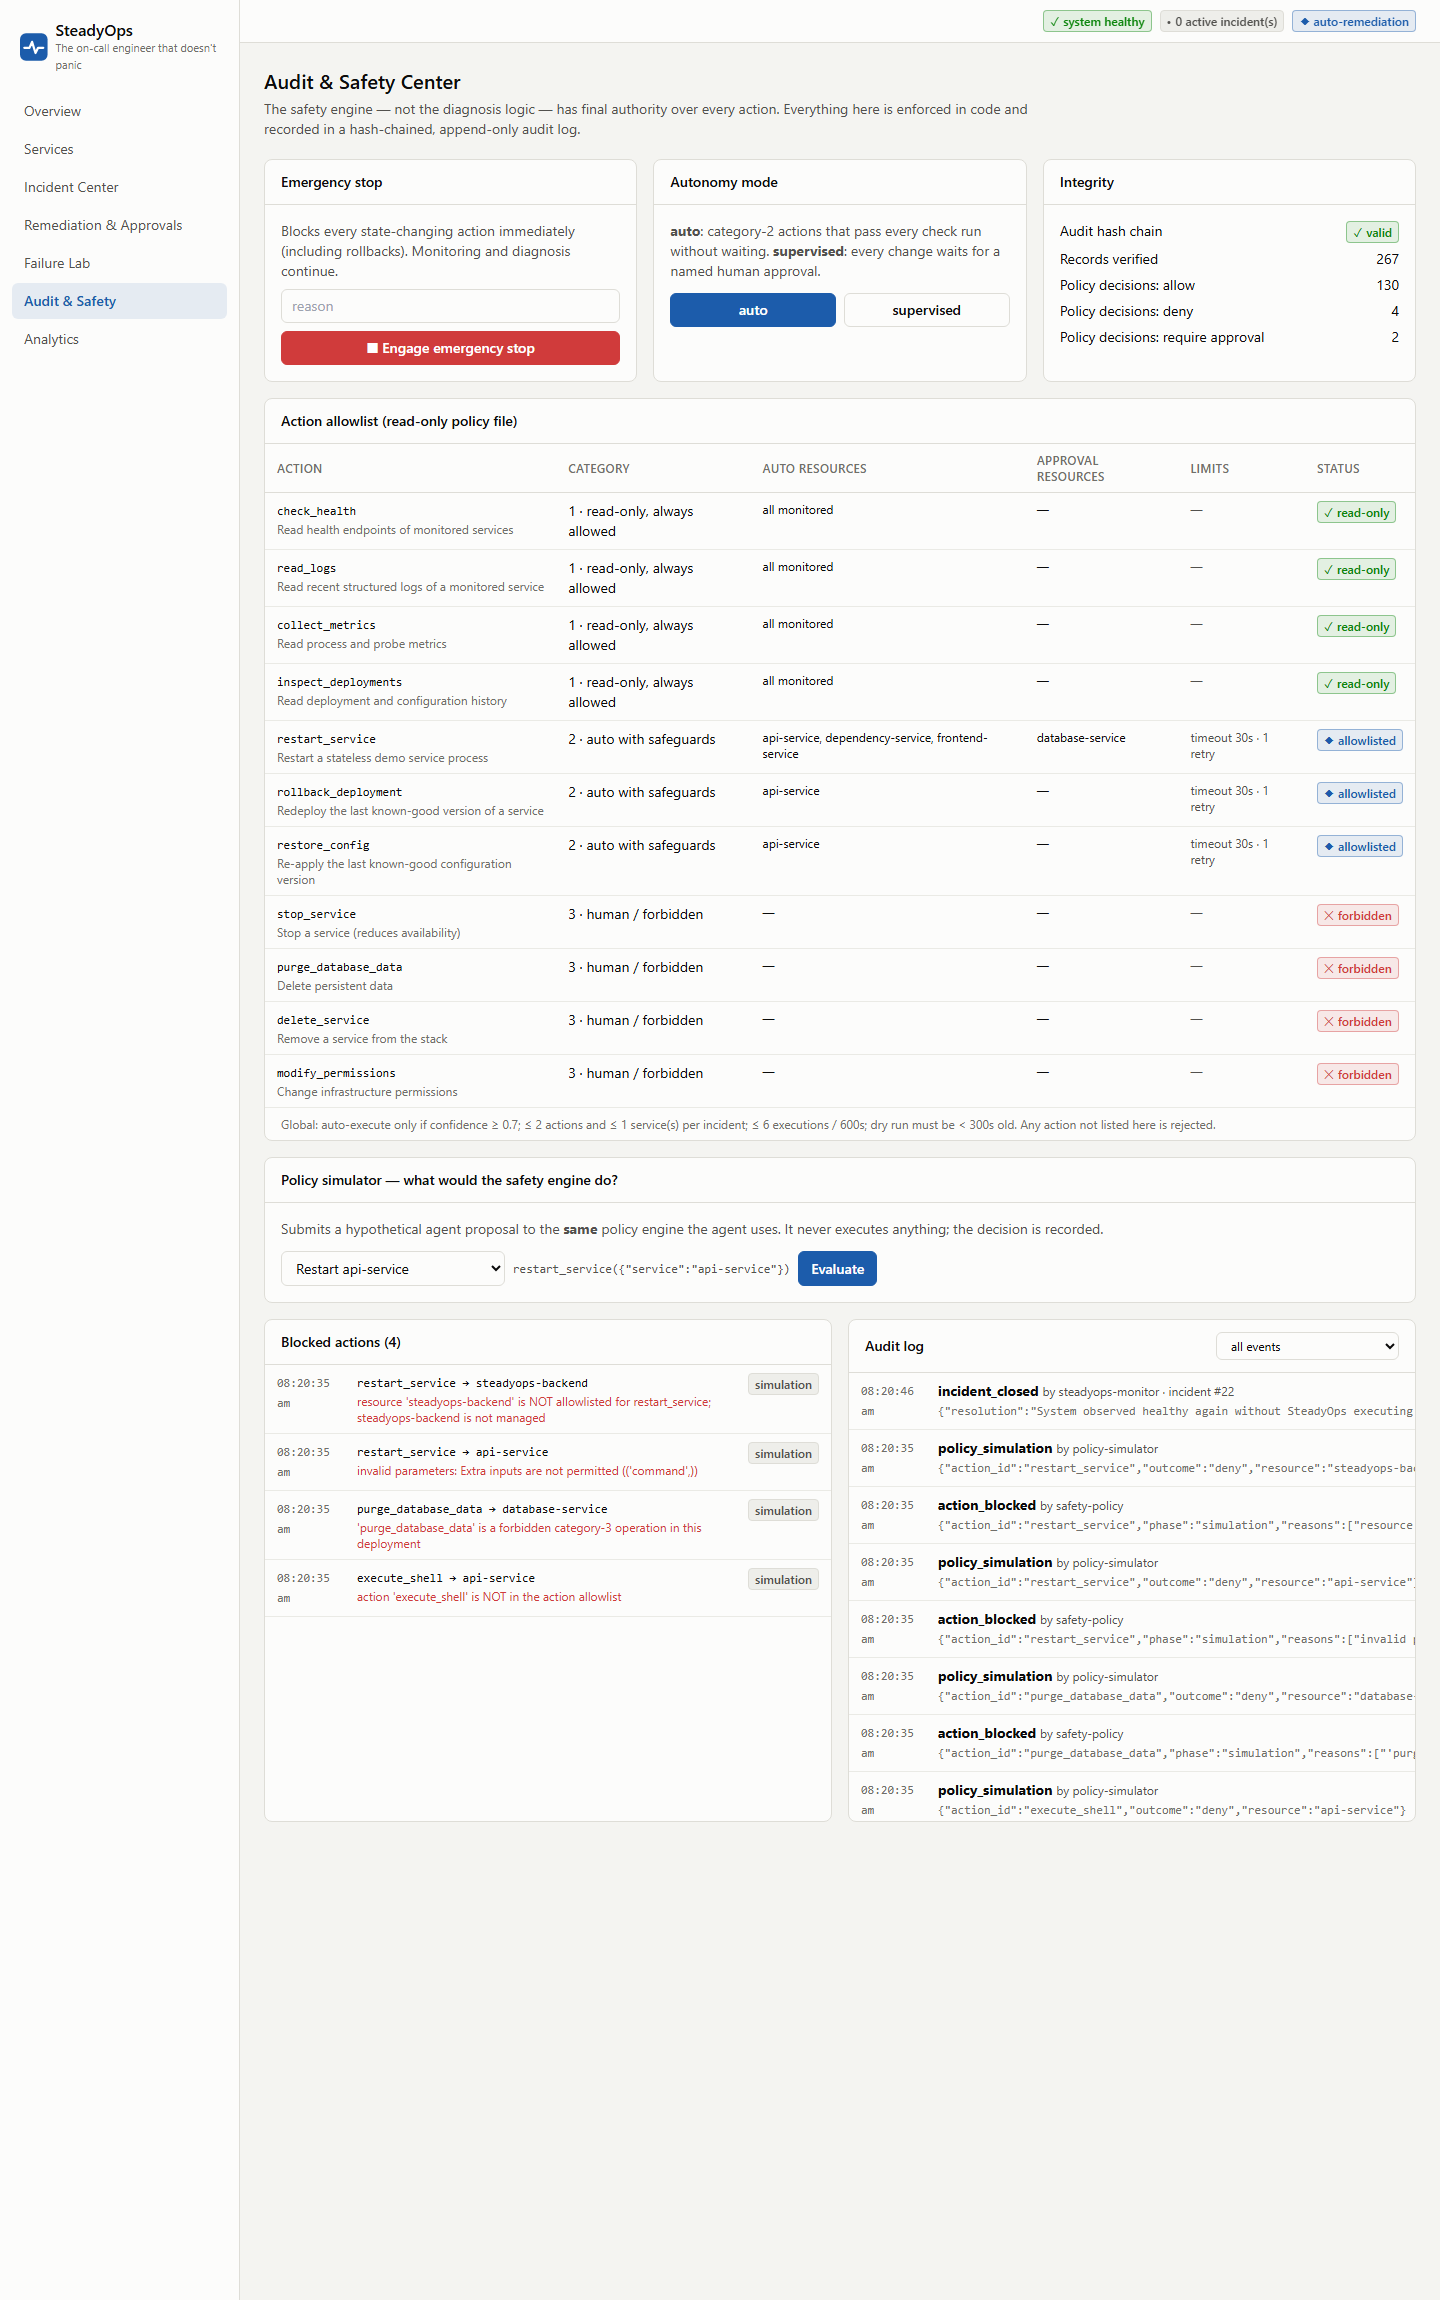 SteadyOps
The on-call engineer that doesn't
panic
Overview
Services
Incident Center
Remediation & Approvals
Failure Lab
Audit & Safety
Analytics
✓ system healthy
• 0 active incident(s)
◆ auto-remediation
Audit & Safety Center
The safety engine — not the diagnosis logic — has final authority over every action. Everything here is enforced in code and
recorded in a hash-chained, append-only audit log.
Emergency stop
Blocks every state-changing action immediately
(including rollbacks). Monitoring and diagnosis
continue.
reason
■ Engage emergency stop
Autonomy mode
auto: category-2 actions that pass every check run
without waiting. supervised: every change waits for a
named human approval.
auto
supervised
Integrity
Audit hash chain ✓ valid
Records verified 267
Policy decisions: allow 130
Policy decisions: deny 4
Policy decisions: require approval 2
Action allowlist (read-only policy file)
ACTION CATEGORY AUTO RESOURCES APPROVAL RESOURCES LIMITS STATUS
check_health 1 · read-only, always allowed all monitored — — ✓ read-only
Read health endpoints of monitored services
read_logs 1 · read-only, always allowed all monitored — — ✓ read-only
Read recent structured logs of a monitored service
collect_metrics 1 · read-only, always allowed all monitored — — ✓ read-only
Read process and probe metrics
inspect_deployments 1 · read-only, always allowed all monitored — — ✓ read-only
Read deployment and configuration history
restart_service 2 · auto with safeguards api-service, dependency-service, frontend-service database-service timeout 30s · 1 retry ◆ allowlisted
Restart a stateless demo service process
rollback_deployment 2 · auto with safeguards api-service — timeout 30s · 1 retry ◆ allowlisted
Redeploy the last known-good version of a service
restore_config 2 · auto with safeguards api-service — timeout 30s · 1 retry ◆ allowlisted
Re-apply the last known-good configuration
version
stop_service 3 · human / forbidden — — — ✕ forbidden
Stop a service (reduces availability)
purge_database_data 3 · human / forbidden — — — ✕ forbidden
Delete persistent data
delete_service 3 · human / forbidden — — — ✕ forbidden
Remove a service from the stack
modify_permissions 3 · human / forbidden — — — ✕ forbidden
Change infrastructure permissions
Global: auto-execute only if confidence ≥ 0.7; ≤ 2 actions and ≤ 1 service(s) per incident; ≤ 6 executions / 600s; dry run must be < 300s old. Any action not listed here is rejected.
Policy simulator — what would the safety engine do?
Submits a hypothetical agent proposal to the same policy engine the agent uses. It never executes anything; the decision is recorded.
Restart api-service restart_service({"service":"api-service"}) Evaluate
Blocked actions (4)
08:20:35 am restart_service → steadyops-backend simulation
resource 'steadyops-backend' is NOT allowlisted for restart_service;
steadyops-backend is not managed
08:20:35 am restart_service → api-service simulation
invalid parameters: Extra inputs are not permitted (('command',))
08:20:35 am purge_database_data → database-service simulation
'purge_database_data' is a forbidden category-3 operation in this
deployment
08:20:35 am execute_shell → api-service simulation
action 'execute_shell' is NOT in the action allowlist
Audit log all events
08:20:46 am incident_closed by steadyops-monitor · incident #22
{"resolution":"System observed healthy again without SteadyOps executing
08:20:35 am policy_simulation by policy-simulator
{"action_id":"restart_service","outcome":"deny","resource":"steadyops-bac
08:20:35 am action_blocked by safety-policy
{"action_id":"restart_service","phase":"simulation","reasons":["resource
08:20:35 am policy_simulation by policy-simulator
{"action_id":"restart_service","outcome":"deny","resource":"api-service"}
08:20:35 am action_blocked by safety-policy
{"action_id":"restart_service","phase":"simulation","reasons":["invalid p
08:20:35 am policy_simulation by policy-simulator
{"action_id":"purge_database_data","outcome":"deny","resource":"database-
08:20:35 am action_blocked by safety-policy
{"action_id":"purge_database_data","phase":"simulation","reasons":["'purg
08:20:35 am policy_simulation by policy-simulator
{"action_id":"execute_shell","outcome":"deny","resource":"api-service"}